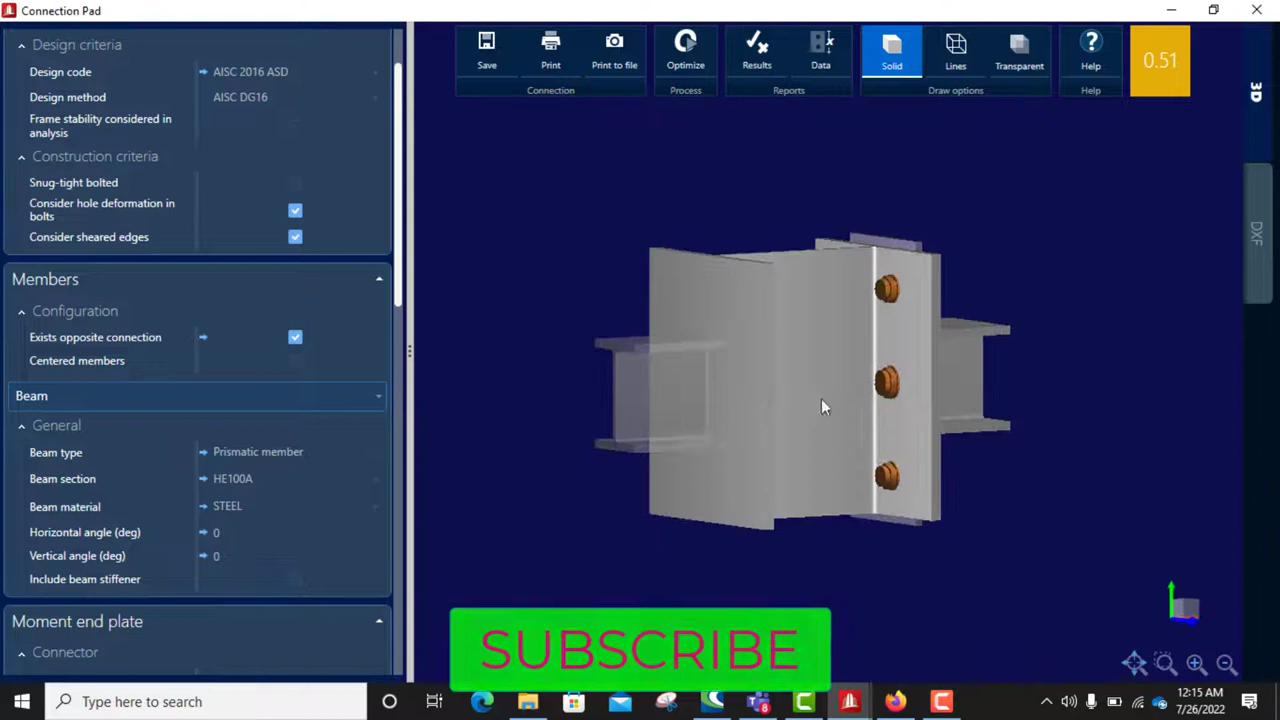 Connection Pad
Design criteria
Design code AISC 2016 ASD
Design method AISC DG16
Frame stability considered in
analysis
Construction criteria
Snug-tight bolted
Consider hole deformation in
bolts
Consider sheared edges
Members
Configuration
Exists opposite connection
Centered members
Beam
General
Beam type Prismatic member
Beam section HE100A
Beam material STEEL
Horizontal angle (deg) 0
Vertical angle (deg) 0
Include beam stiffener
Moment end plate
Connector
Save Print Print to file Optimize Results Data Solid Lines Transparent Help
Connection Process Reports Draw options Help
0.51
3D
DXF
SUBSCRIBE
Type here to search
8
12:15 AM
7/26/2022